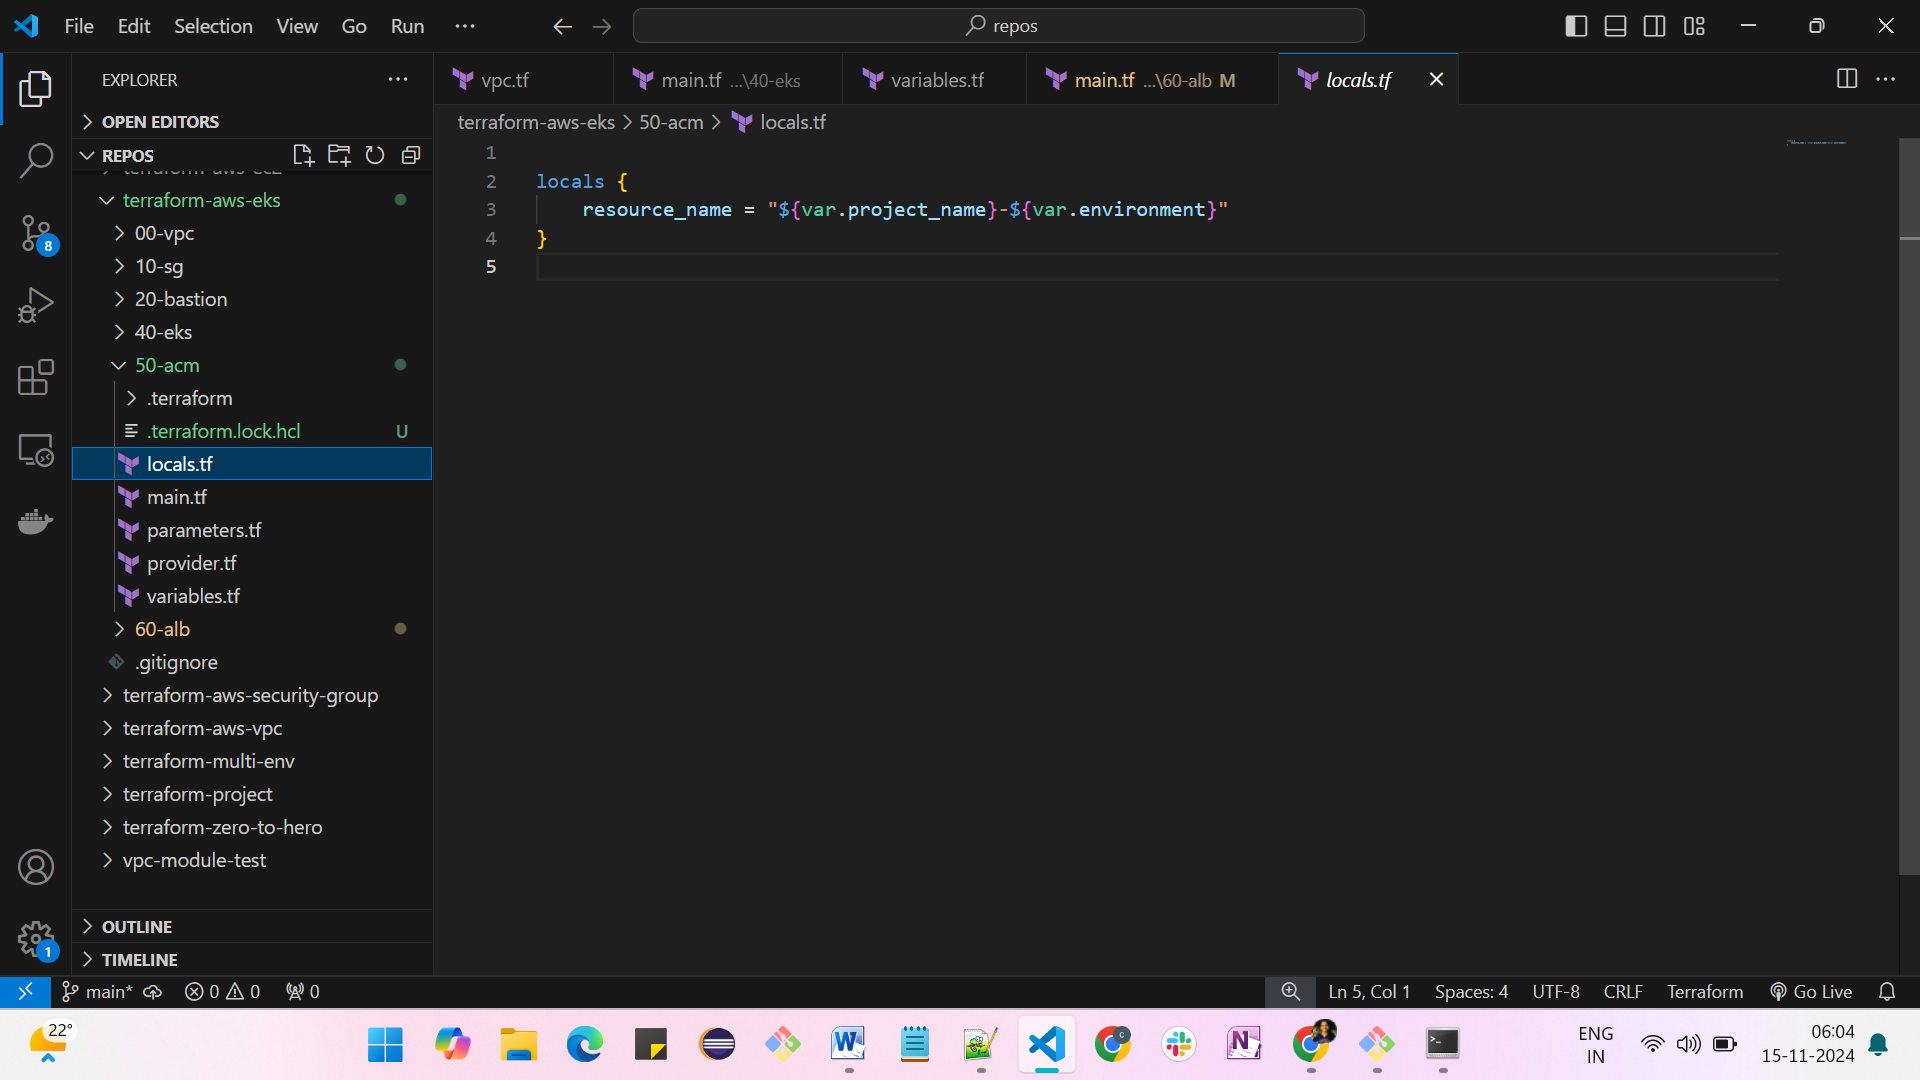 File Edit Selection View Go Run ···
repos
EXPLORER
OPEN EDITORS
REPOS
terraform-aws-eks
00-vpc
10-sg
20-bastion
40-eks
50-acm
.terraform
.terraform.lock.hcl U
locals.tf
main.tf
parameters.tf
provider.tf
variables.tf
60-alb
.gitignore
terraform-aws-security-group
terraform-aws-vpc
terraform-multi-env
terraform-project
terraform-zero-to-hero
vpc-module-test
OUTLINE
TIMELINE
8
1
vpc.tf
main.tf ...\40-eks
variables.tf
main.tf ...\60-alb M
locals.tf
terraform-aws-eks > 50-acm > locals.tf
1
2 locals {
3 resource_name = "${var.project_name}-${var.environment}"
4 }
5
main* 0 0 0
Ln 5, Col 1 Spaces: 4 UTF-8 CRLF Terraform Go Live
22°
ENG
IN
06:04
15-11-2024